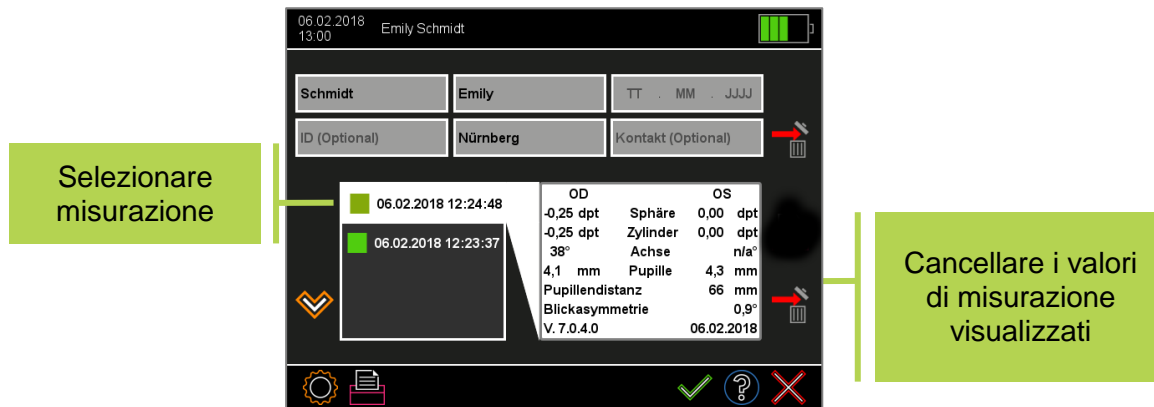 06.02.2018
13:00
Emily Schmidt
Schmidt
Emily
TT . MM . JJJJ
ID (Optional)
Nürnberg
Kontakt (Optional)
Selezionare
misurazione
06.02.2018 12:24:48
06.02.2018 12:23:37
OD OS
-0,25 dpt Sphäre 0,00 dpt
-0,25 dpt Zylinder 0,00 dpt
38° Achse n/a°
4,1 mm Pupille 4,3 mm
Pupillendistanz 66 mm
Blickasymmetrie 0,9°
V. 7.0.4.0 06.02.2018
Cancellare i valori
di misurazione
visualizzati
?